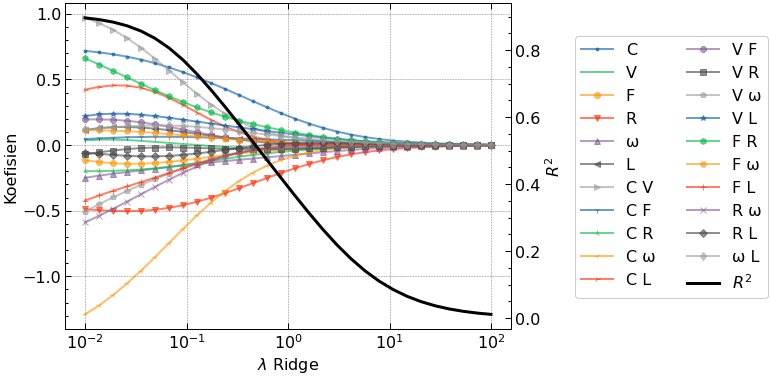 1.0
0.5
0.0
−0.5
−1.0
Koefisien
10⁻²
10⁻¹
10⁰
10¹
10²
λ Ridge
0.8
0.6
0.4
0.2
0.0
R²
C
V
F
R
ω
L
C V
C F
C R
C ω
C L
V F
V R
V ω
V L
F R
F ω
F L
R ω
R L
ω L
R²